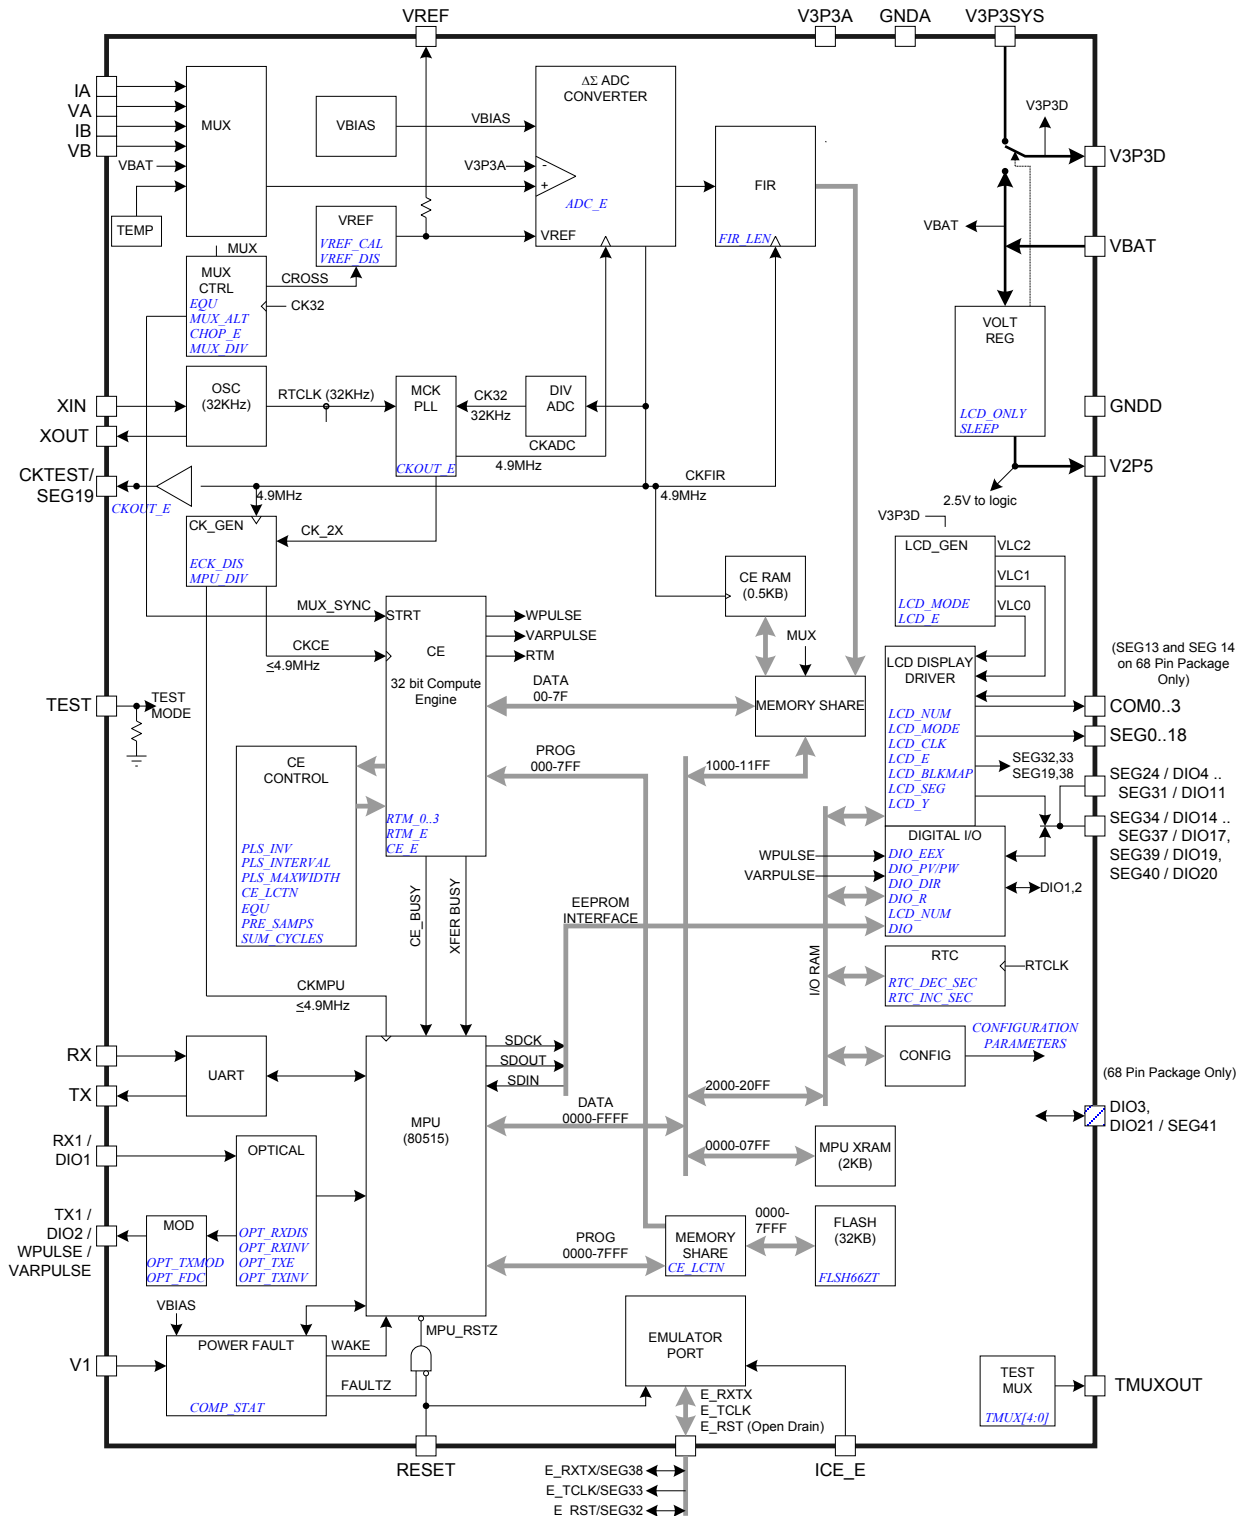 VREF
V3P3A
GNDA
V3P3SYS
IA
VA
IB
VB
VBAT
TEMP
MUX
VBIAS
VBIAS
ΔΣ ADC
CONVERTER
V3P3A
-
+
ADC_E
VREF
FIR
FIR_LEN
V3P3D
V3P3D
VBAT
VBAT
VREF
VREF_CAL
VREF_DIS
MUX
MUX
CTRL
EQU
MUX_ALT
CHOP_E
MUX_DIV
CROSS
CK32
VOLT
REG
LCD_ONLY
SLEEP
GNDD
V2P5
2.5V to logic
XIN
XOUT
OSC
(32KHz)
RTCLK (32KHz)
MCK
PLL
CKOUT_E
CK32
32KHz
DIV
ADC
CKADC
4.9MHz
CKFIR
4.9MHz
CKTEST/
SEG19
CKOUT_E
4.9MHz
CK_GEN
ECK_DIS
MPU_DIV
CK_2X
V3P3D
LCD_GEN
LCD_MODE
LCD_E
VLC2
VLC1
VLC0
CE RAM
(0.5KB)
MUX_SYNC
CKCE
≤4.9MHz
STRT
CE
32 bit Compute
Engine
RTM_0..3
RTM_E
CE_E
WPULSE
VARPULSE
RTM
DATA
00-7F
MUX
MEMORY SHARE
PROG
000-7FF
1000-11FF
LCD DISPLAY
DRIVER
LCD_NUM
LCD_MODE
LCD_CLK
LCD_E
LCD_BLKMAP
LCD_SEG
LCD_Y
(SEG13 and SEG 14
on 68 Pin Package
Only)
COM0..3
SEG0..18
SEG32,33
SEG19,38
SEG24 / DIO4 ..
SEG31 / DIO11
SEG34 / DIO14 ..
SEG37 / DIO17,
SEG39 / DIO19,
SEG40 / DIO20
TEST
TEST
MODE
CE
CONTROL
PLS_INV
PLS_INTERVAL
PLS_MAXWIDTH
CE_LCTN
EQU
PRE_SAMPS
SUM_CYCLES
CE_BUSY
XFER BUSY
EEPROM
INTERFACE
WPULSE
VARPULSE
DIGITAL I/O
DIO_EEX
DIO_PV/PW
DIO_DIR
DIO_R
LCD_NUM
DIO
DIO1,2
I/O RAM
RTC
RTC_DEC_SEC
RTC_INC_SEC
RTCLK
CONFIG
CONFIGURATION
PARAMETERS
CKMPU
≤4.9MHz
RX
TX
UART
MPU
(80515)
SDCK
SDOUT
SDIN
DATA
0000-FFFF
2000-20FF
0000-07FF
MPU XRAM
(2KB)
(68 Pin Package Only)
DIO3,
DIO21 / SEG41
RX1 /
DIO1
OPTICAL
OPT_RXDIS
OPT_RXINV
OPT_TXE
OPT_TXINV
TX1 /
DIO2 /
WPULSE /
VARPULSE
MOD
OPT_TXMOD
OPT_FDC
PROG
0000-7FFF
MEMORY
SHARE
CE_LCTN
0000-
7FFF
FLASH
(32KB)
FLSH66ZT
VBIAS
V1
POWER FAULT
COMP_STAT
WAKE
FAULTZ
MPU_RSTZ
EMULATOR
PORT
E_RXTX
E_TCLK
E_RST (Open Drain)
TEST
MUX
TMUX[4:0]
TMUXOUT
RESET
ICE_E
E_RXTX/SEG38
E_TCLK/SEG33
E_RST/SEG32